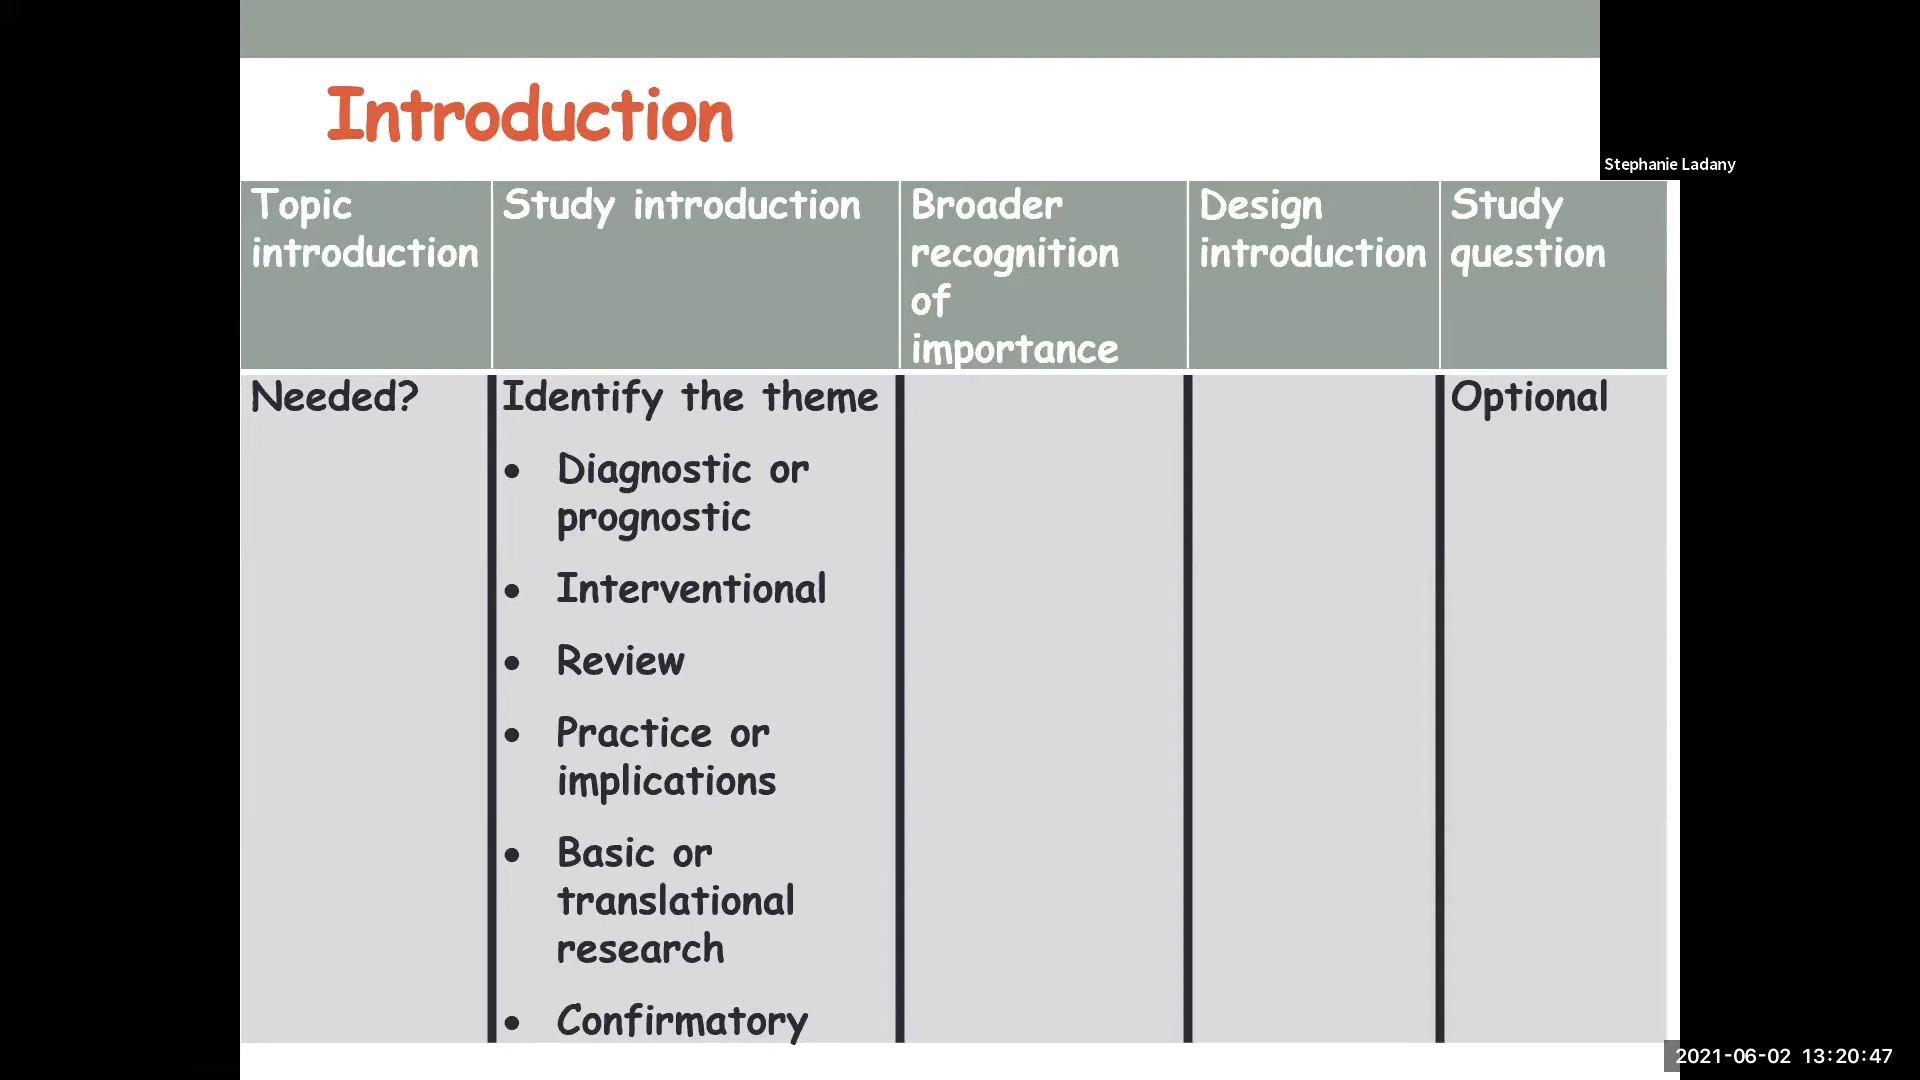 Introduction
Stephanie Ladany
Topic
introduction
Study introduction
Broader
recognition
of
importance
Design
introduction
Study
question
Needed?
Identify the theme
• Diagnostic or
prognostic
• Interventional
• Review
• Practice or
implications
• Basic or
translational
research
• Confirmatory
Optional
2021-06-02 13:20:47